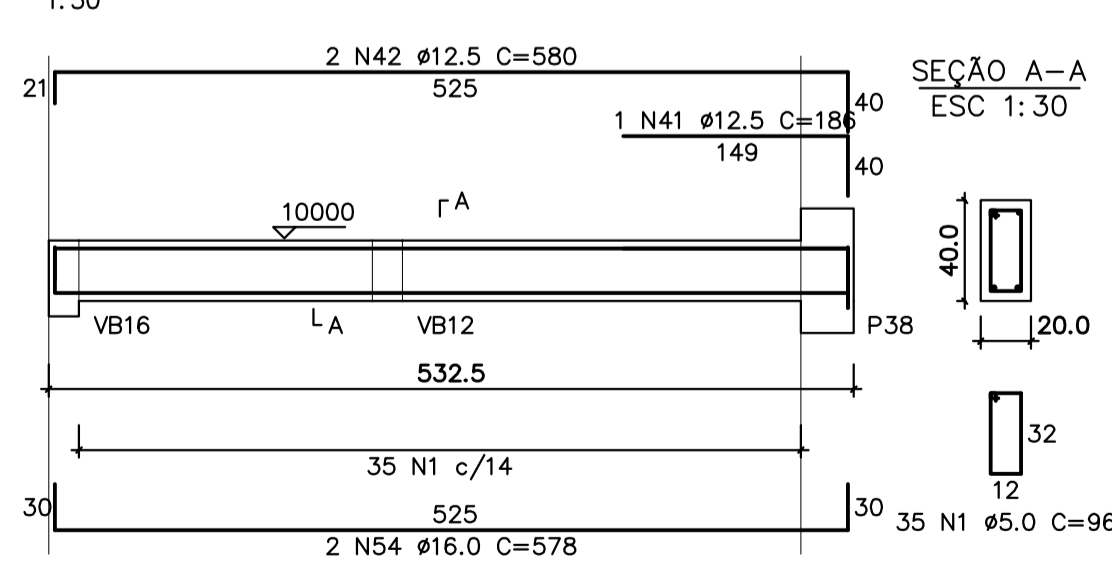 1:50
2 N42 ø12.5 C=580
21
525
40
SEÇÃO A-A
ESC 1:30
1 N41 ø12.5 C=186
149
40
A
10000
40.0
VB16
A
VB12
P38
20.0
532.5
35 N1 c/14
32
12
30
525
30
35 N1 ø5.0 C=96
2 N54 ø16.0 C=578